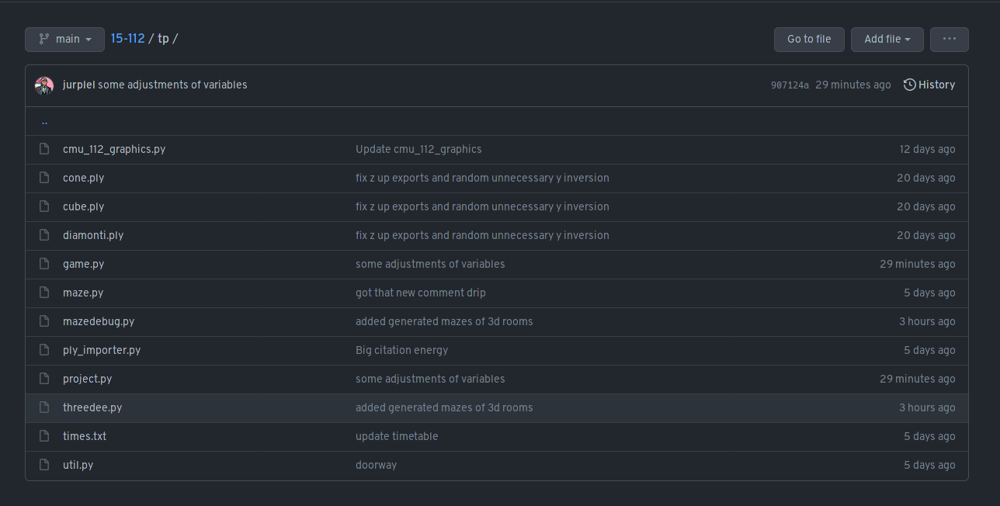 main 15-112 / tp / Go to file Add file ...
jurplel some adjustments of variables 907124a 29 minutes ago History
..
cmu_112_graphics.py Update cmu_112_graphics 12 days ago
cone.ply fix z up exports and random unnecessary y inversion 20 days ago
cube.ply fix z up exports and random unnecessary y inversion 20 days ago
diamonti.ply fix z up exports and random unnecessary y inversion 20 days ago
game.py some adjustments of variables 29 minutes ago
maze.py got that new comment drip 5 days ago
mazedebug.py added generated mazes of 3d rooms 3 hours ago
ply_importer.py Big citation energy 5 days ago
project.py some adjustments of variables 29 minutes ago
threedee.py added generated mazes of 3d rooms 3 hours ago
times.txt update timetable 5 days ago
util.py doorway 5 days ago